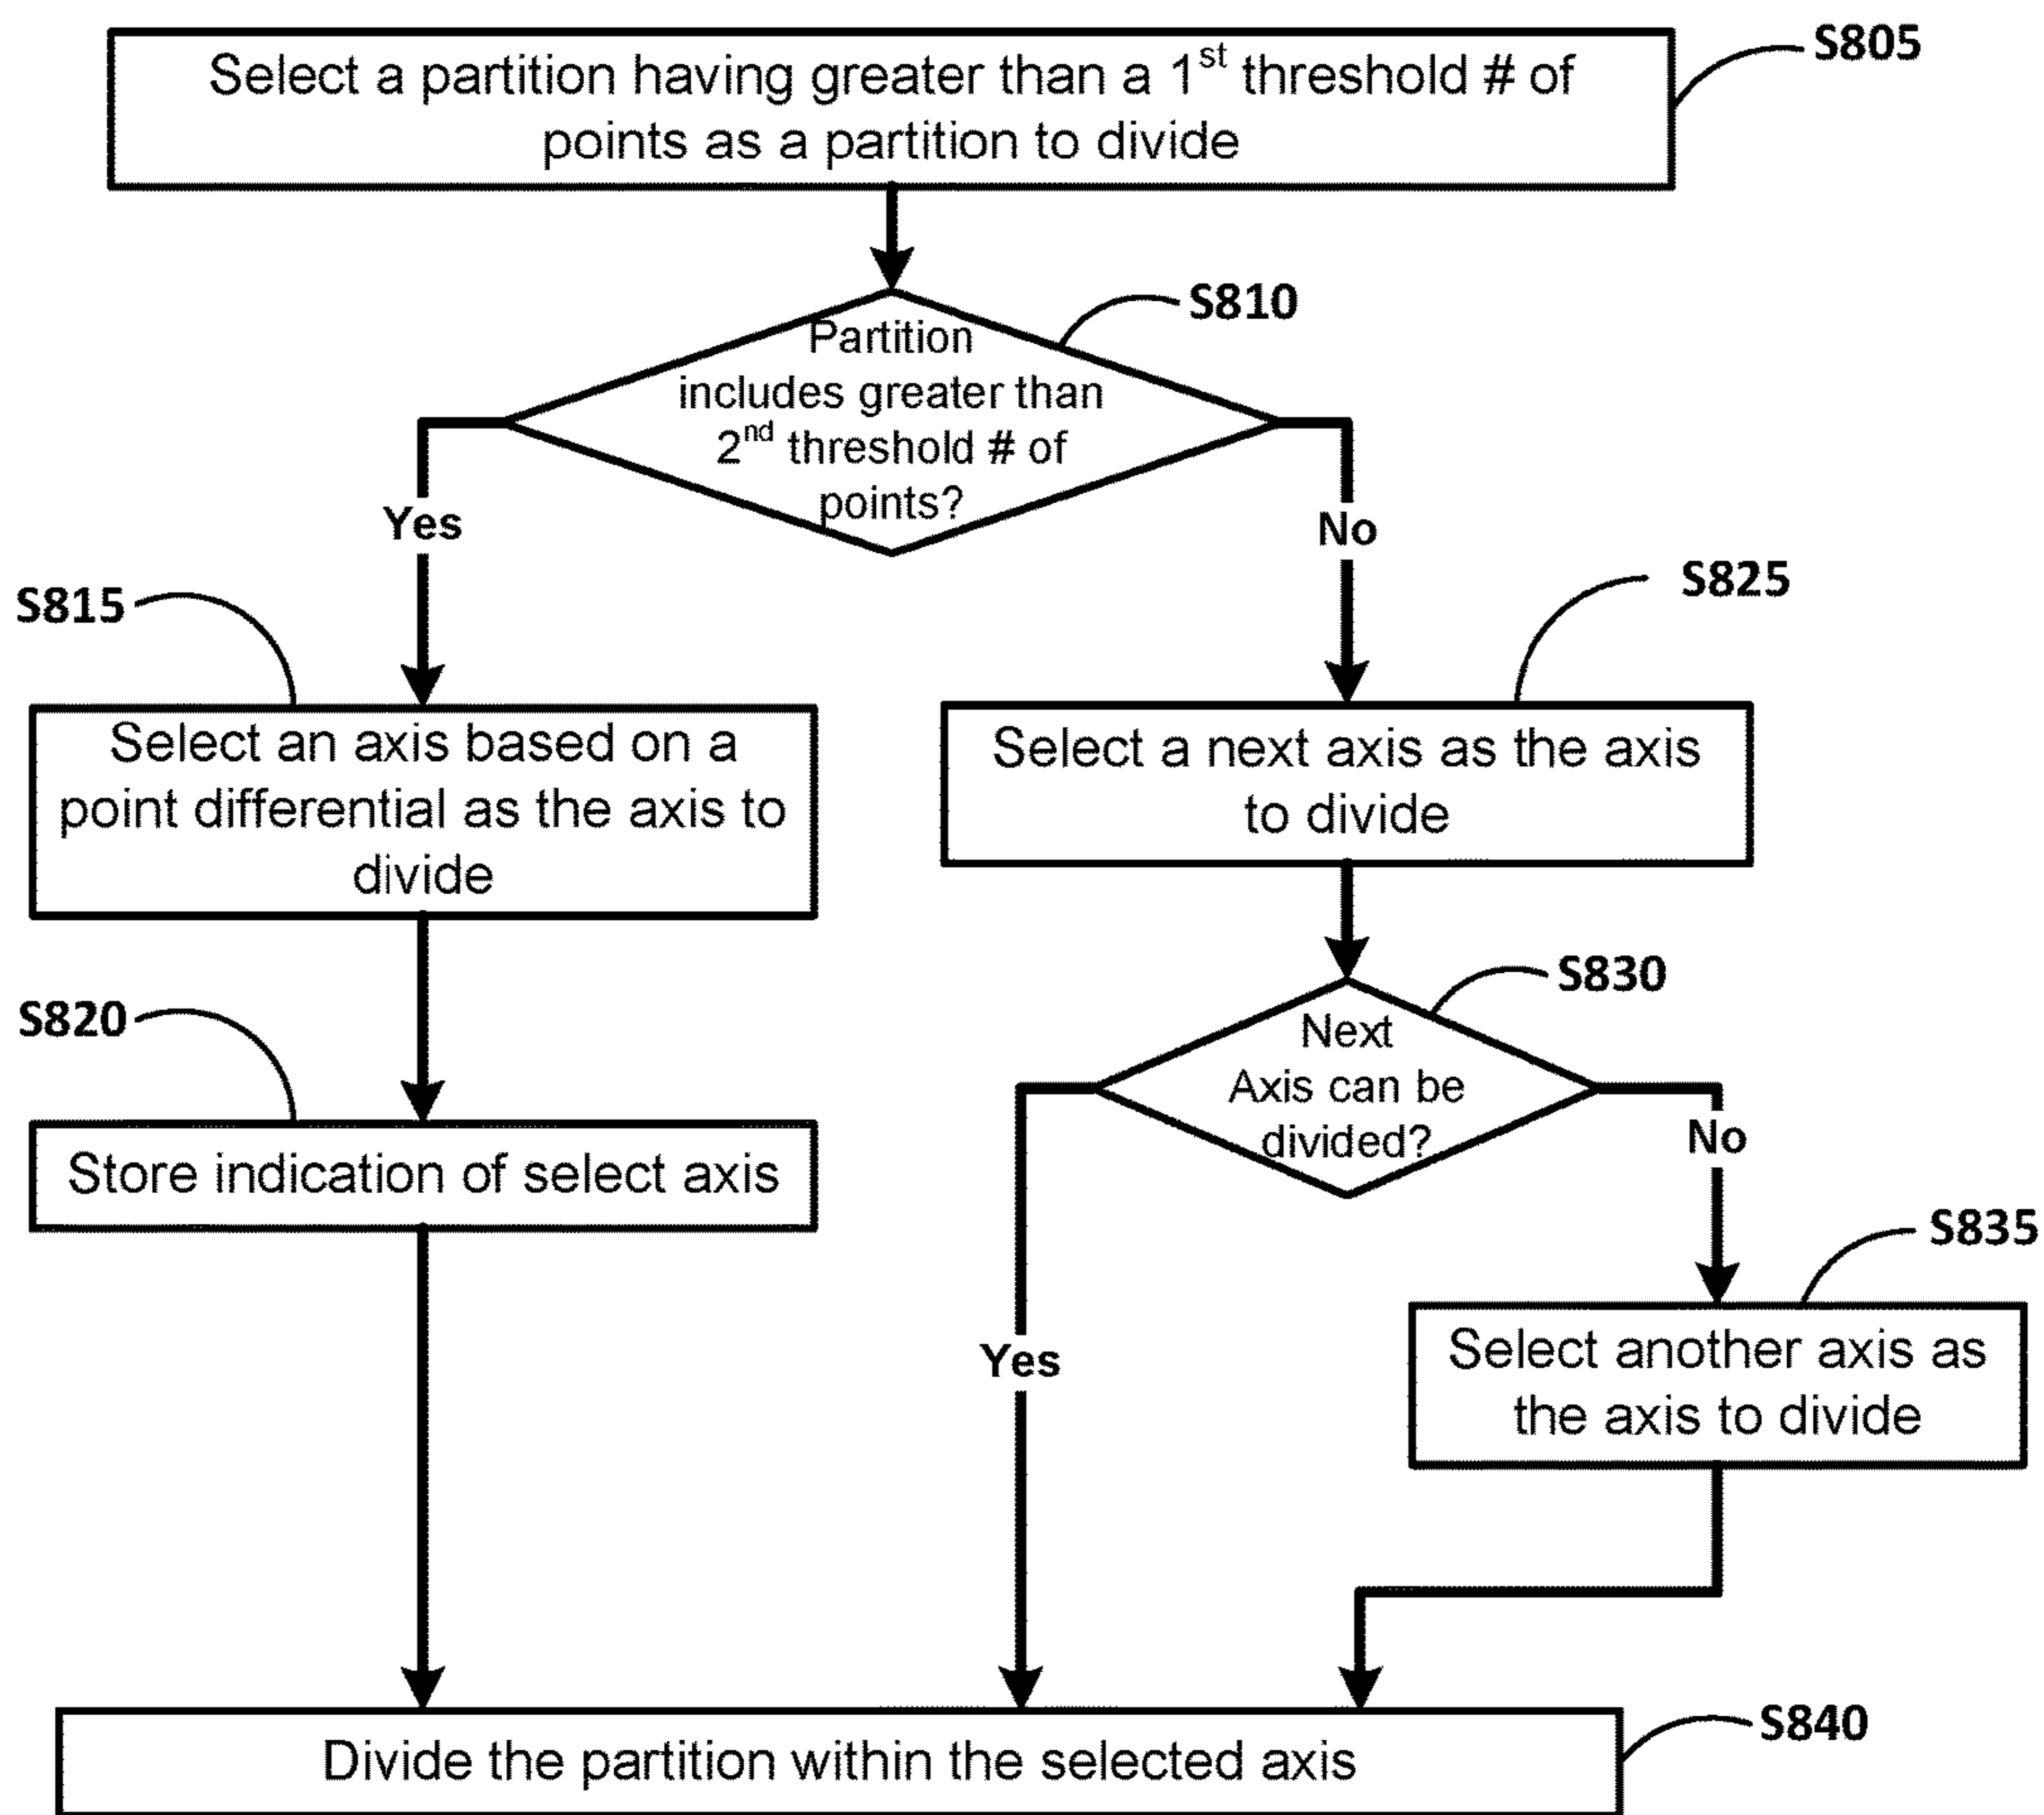 Select a partition having greater than a 1st threshold # of
points as a partition to divide
S805
Partition
includes greater than
2nd threshold # of
points?
S810
Yes
No
S815
Select an axis based on a
point differential as the axis to
divide
S825
Select a next axis as the axis
to divide
S820
Store indication of select axis
S830
Next
Axis can be
divided?
Yes
No
S835
Select another axis as
the axis to divide
S840
Divide the partition within the selected axis